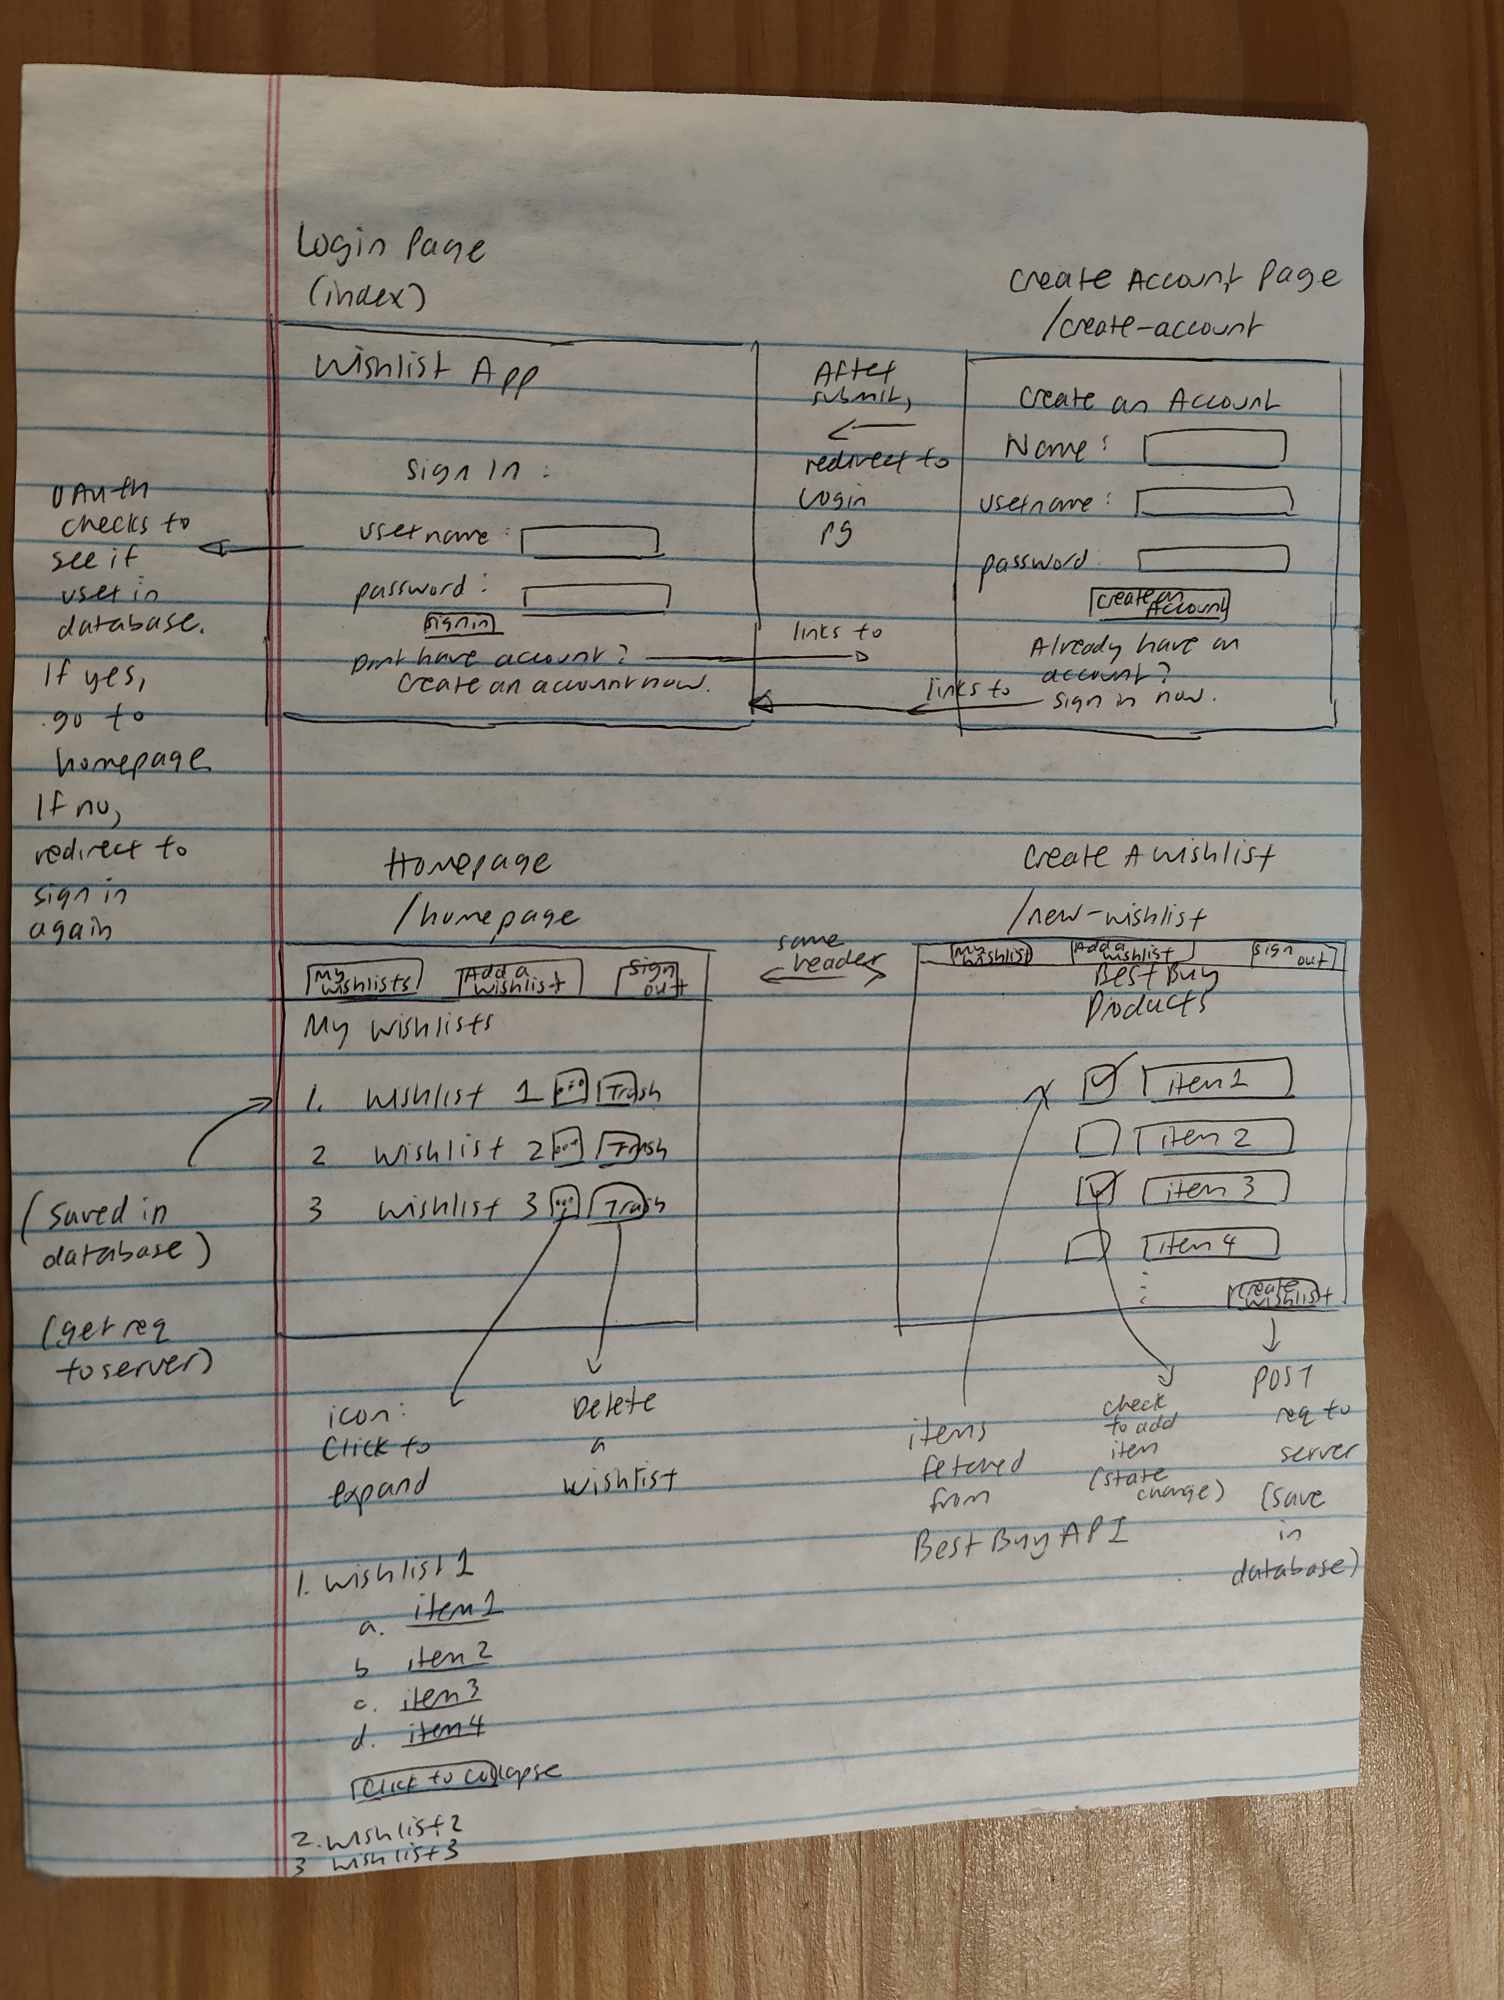 Login Page
(index)
Wishlist App
Sign In :
username :
password :
Sign in
Don't have account?
Create an account now.
OAuth
checks to
see if
user in
database.
If yes,
go to
homepage
If no,
redirect to
sign in
again
After
submit,
redirect to
Login
pg
links to
links to
Create Account Page
/create-account
Create an Account
Name :
username :
password :
Create an
Account
Already have an
account?
Sign in now.
Homepage
/homepage
My
Wishlists
Add a
Wishlist
Sign
out
My Wishlists
1. Wishlist 1 Trash
2 Wishlist 2 Trash
3 Wishlist 3 Trash
(Saved in
database)
(get req
to server)
icon:
Click to
expand
Delete
a
wishlist
1. Wishlist 1
a. item 1
b item 2
c. item 3
d. item 4
Click to collapse
2. Wishlist 2
3 Wishlist 3
same
header
Create A Wishlist
/new-wishlist
My
Wishlist
Add a
Wishlist
Sign
out
Best Buy
Products
item 1
item 2
item 3
item 4
Create
Wishlist
items
fetched
from
Best Buy API
check
to add
item
(state
change)
POST
req to
server
(save
in
database)